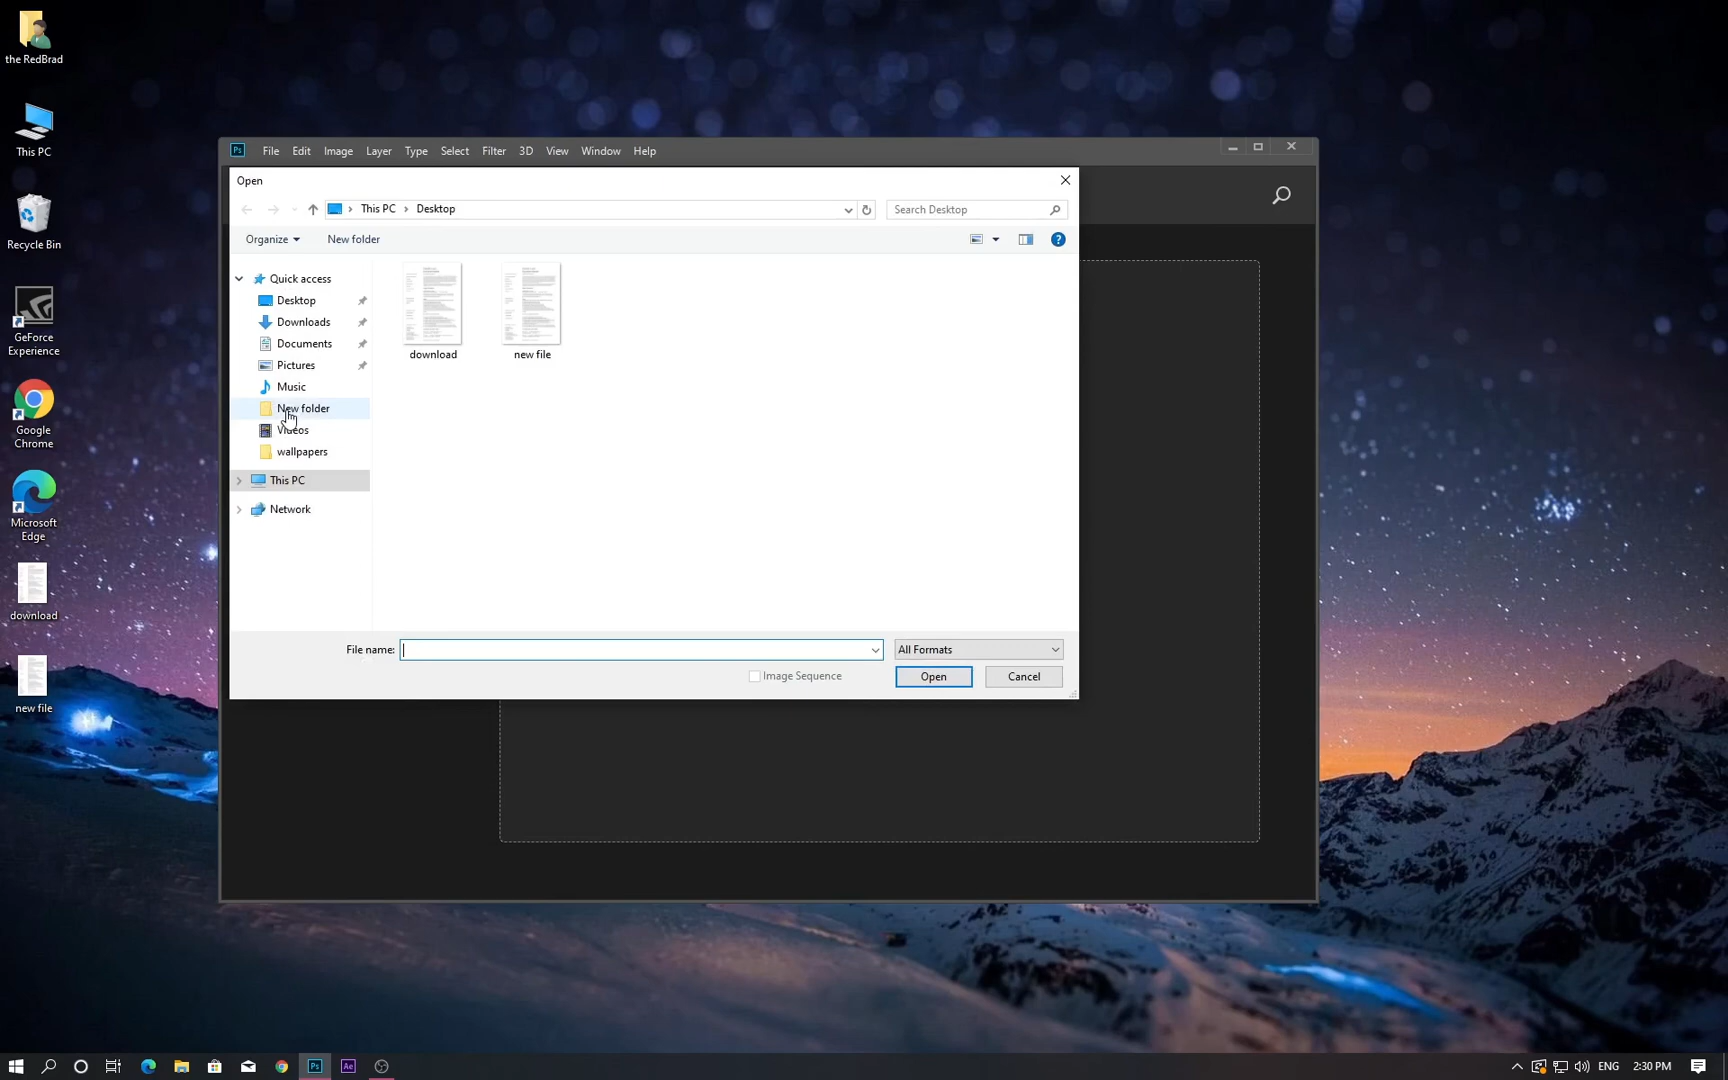 the RedBrad
This PC
Recycle Bin
GeForce
Experience
Google
Chrome
Microsoft
Edge
download
new file
Ps
File Edit Image Layer Type Select Filter 3D View Window Help
Open
This PC Desktop
Search Desktop
Organize New folder
Quick access
Desktop
Downloads
Documents
Pictures
Music
New folder
Videos
wallpapers
This PC
Network
download new file
File name: All Formats
Image Sequence Open Cancel
Ps Ae ENG 2:30 PM